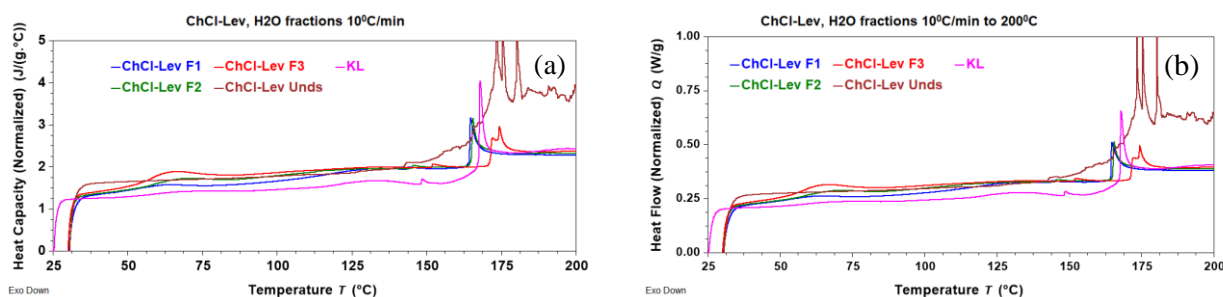 ChCl-Lev, H2O fractions 10⁰C/min
Heat Capacity (Normalized) (J/(g.°C))
5
4
3
2
1
0
ChCl-Lev F1 ChCl-Lev F3 KL
ChCl-Lev F2 ChCl-Lev Unds
(a)
25 50 75 100 125 150 175 200
Exo Down
Temperature T (°C)
ChCl-Lev, H2O fractions 10⁰C/min to 200⁰C
Heat Flow (Normalized) Q (W/g)
1.00
0.75
0.50
0.25
0.00
ChCl-Lev F1 ChCl-Lev F3 KL
ChCl-Lev F2 ChCl-Lev Unds
(b)
25 50 75 100 125 150 175 200
Exo Down
Temperature T (°C)